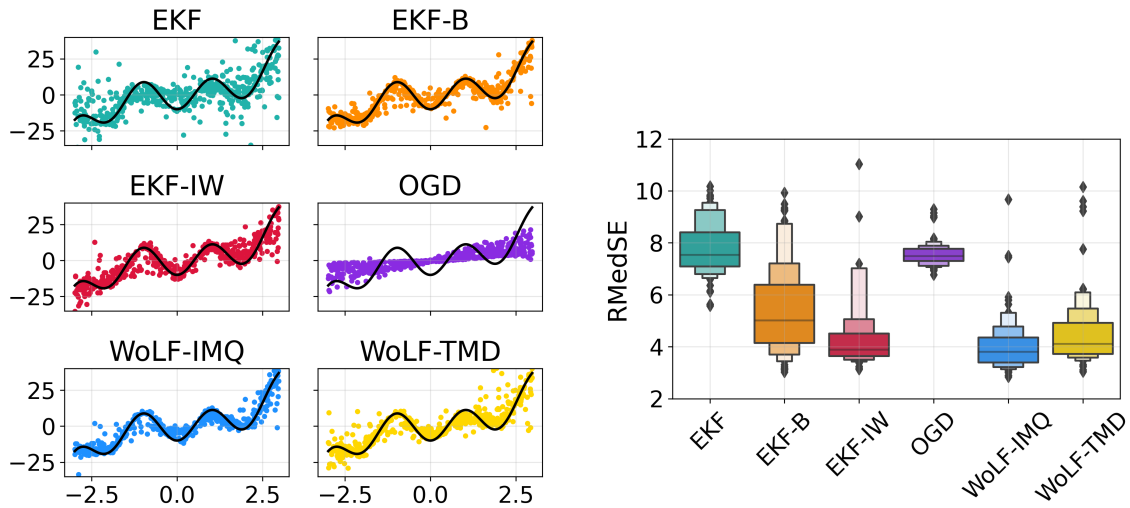 EKF
EKF-B
25
0
−25
EKF-IW
OGD
25
0
−25
WoLF-IMQ
WoLF-TMD
25
0
−25
−2.5 0.0 2.5
−2.5 0.0 2.5
RMedSE
12
10
8
6
4
2
EKF
EKF-B
EKF-IW
OGD
WoLF-IMQ
WoLF-TMD